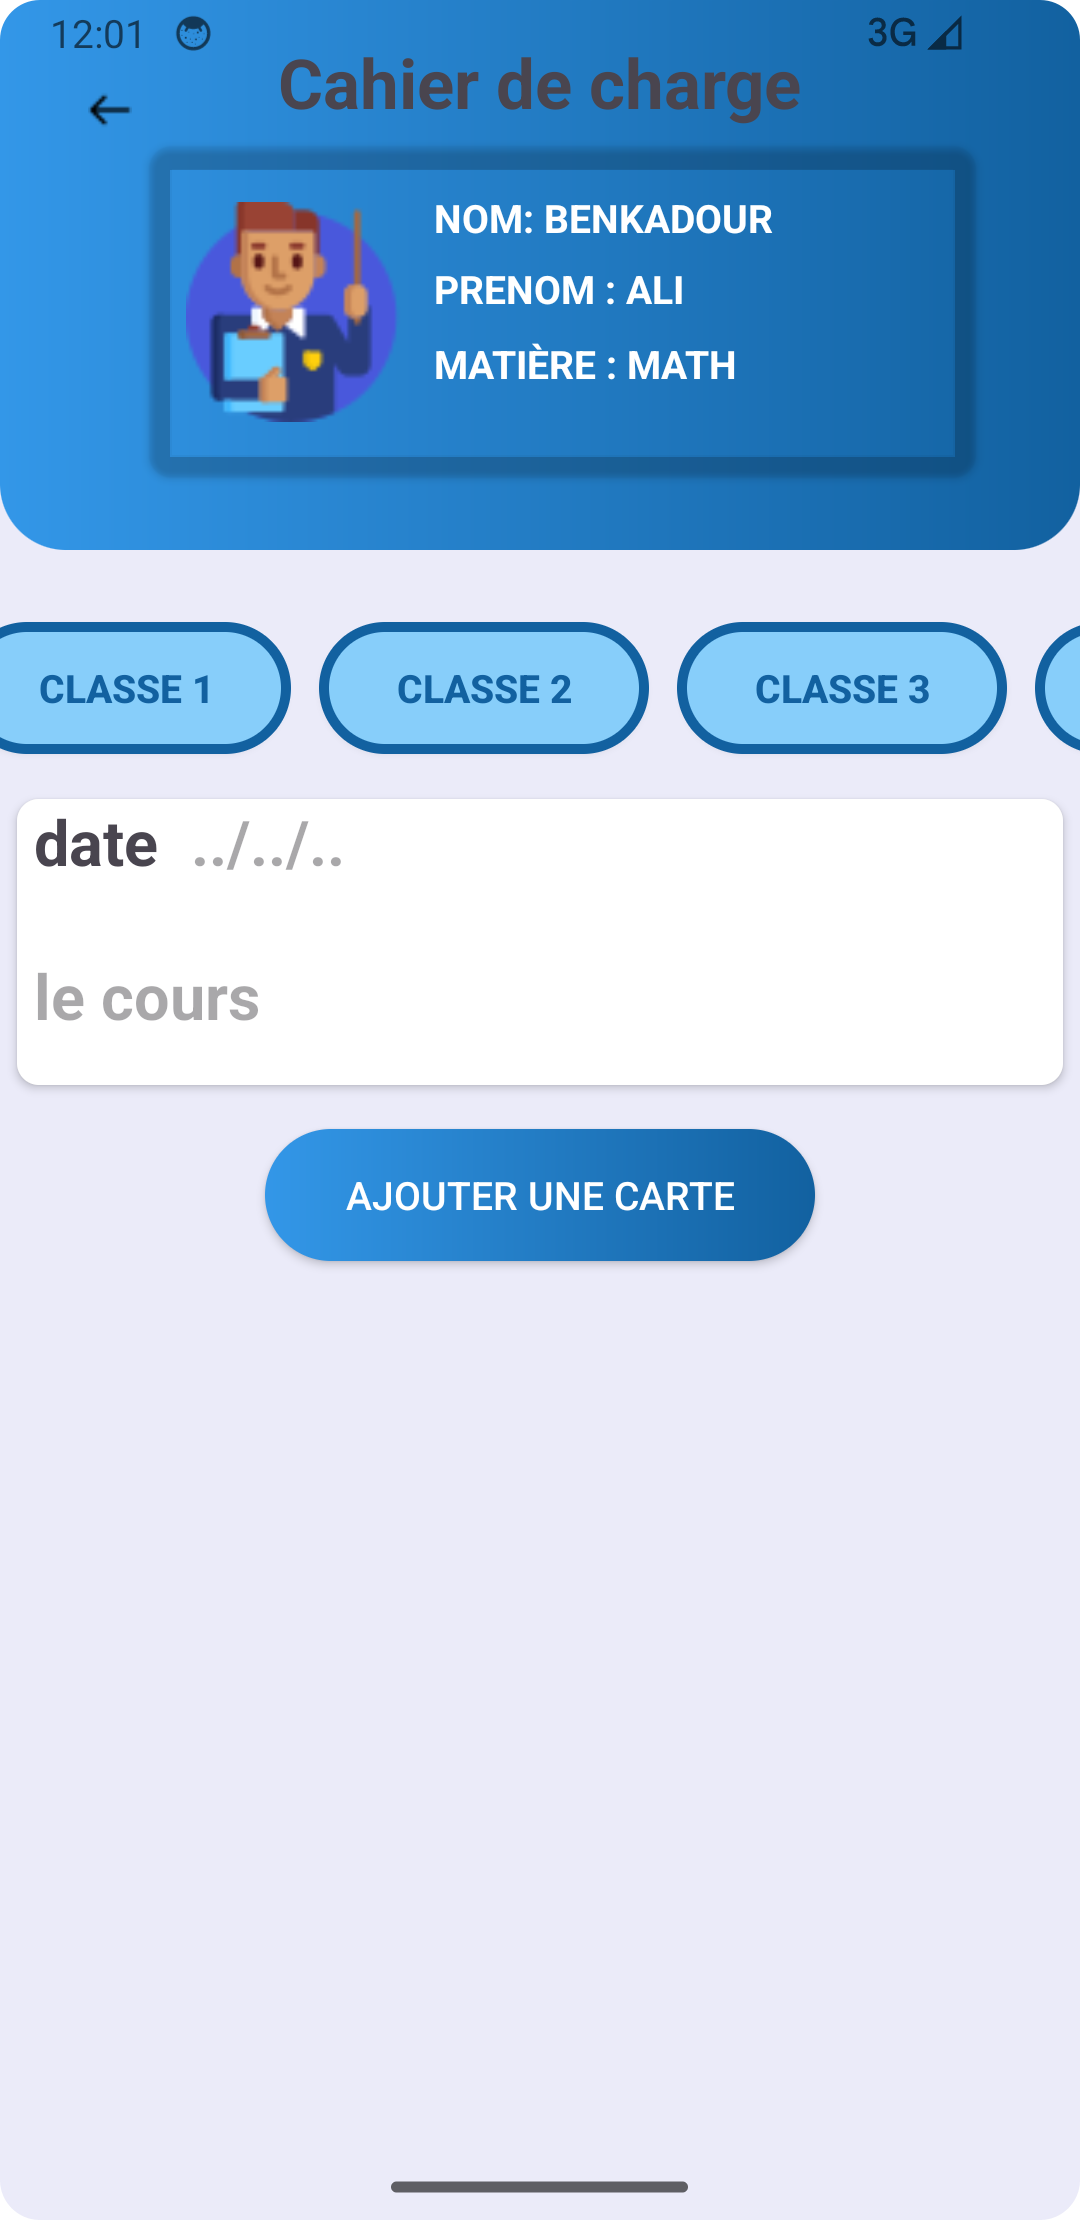 12:01 3G
Cahier de charge
NOM: BENKADOUR
PRENOM : ALI
MATIÈRE : MATH
CLASSE 1 CLASSE 2 CLASSE 3
date ../../..
le cours
AJOUTER UNE CARTE